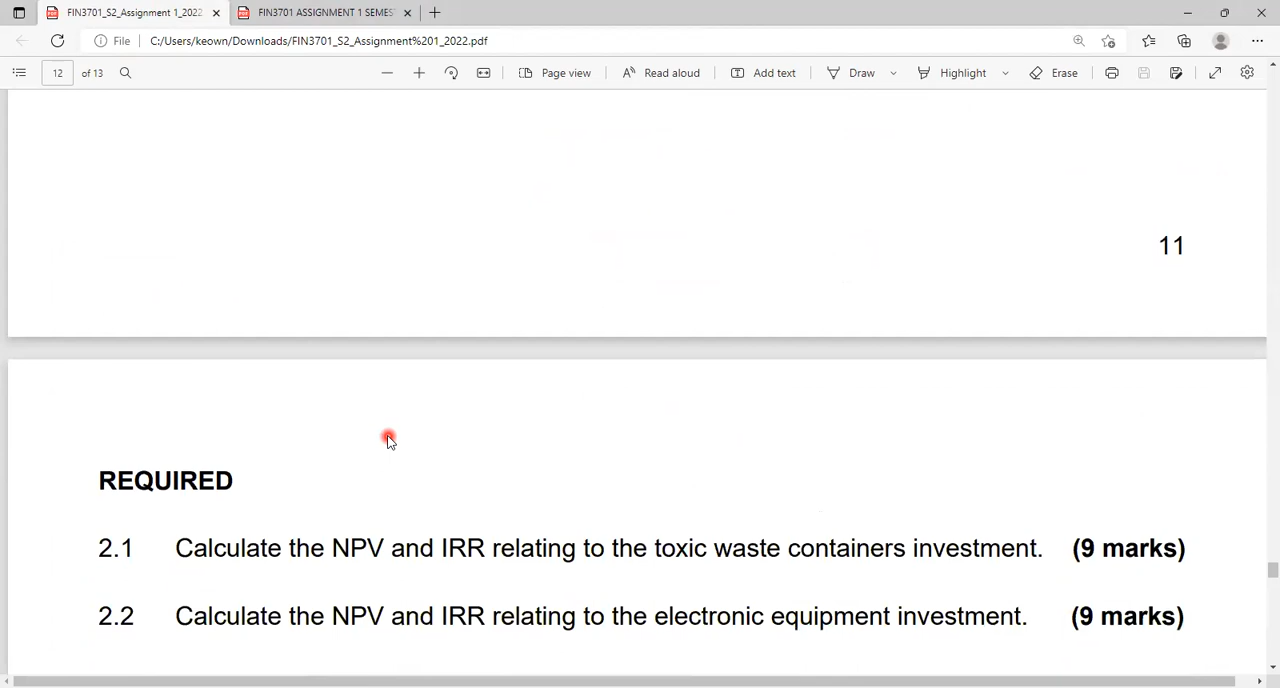 FIN3701_S2_Assignment 1_2022
FIN3701 ASSIGNMENT 1 SEMES
File
C:/Users/keown/Downloads/FIN3701_S2_Assignment%201_2022.pdf
12 of 13
Page view
Read aloud
Add text
Draw
Highlight
Erase
11
REQUIRED
2.1 Calculate the NPV and IRR relating to the toxic waste containers investment. (9 marks)
2.2 Calculate the NPV and IRR relating to the electronic equipment investment. (9 marks)